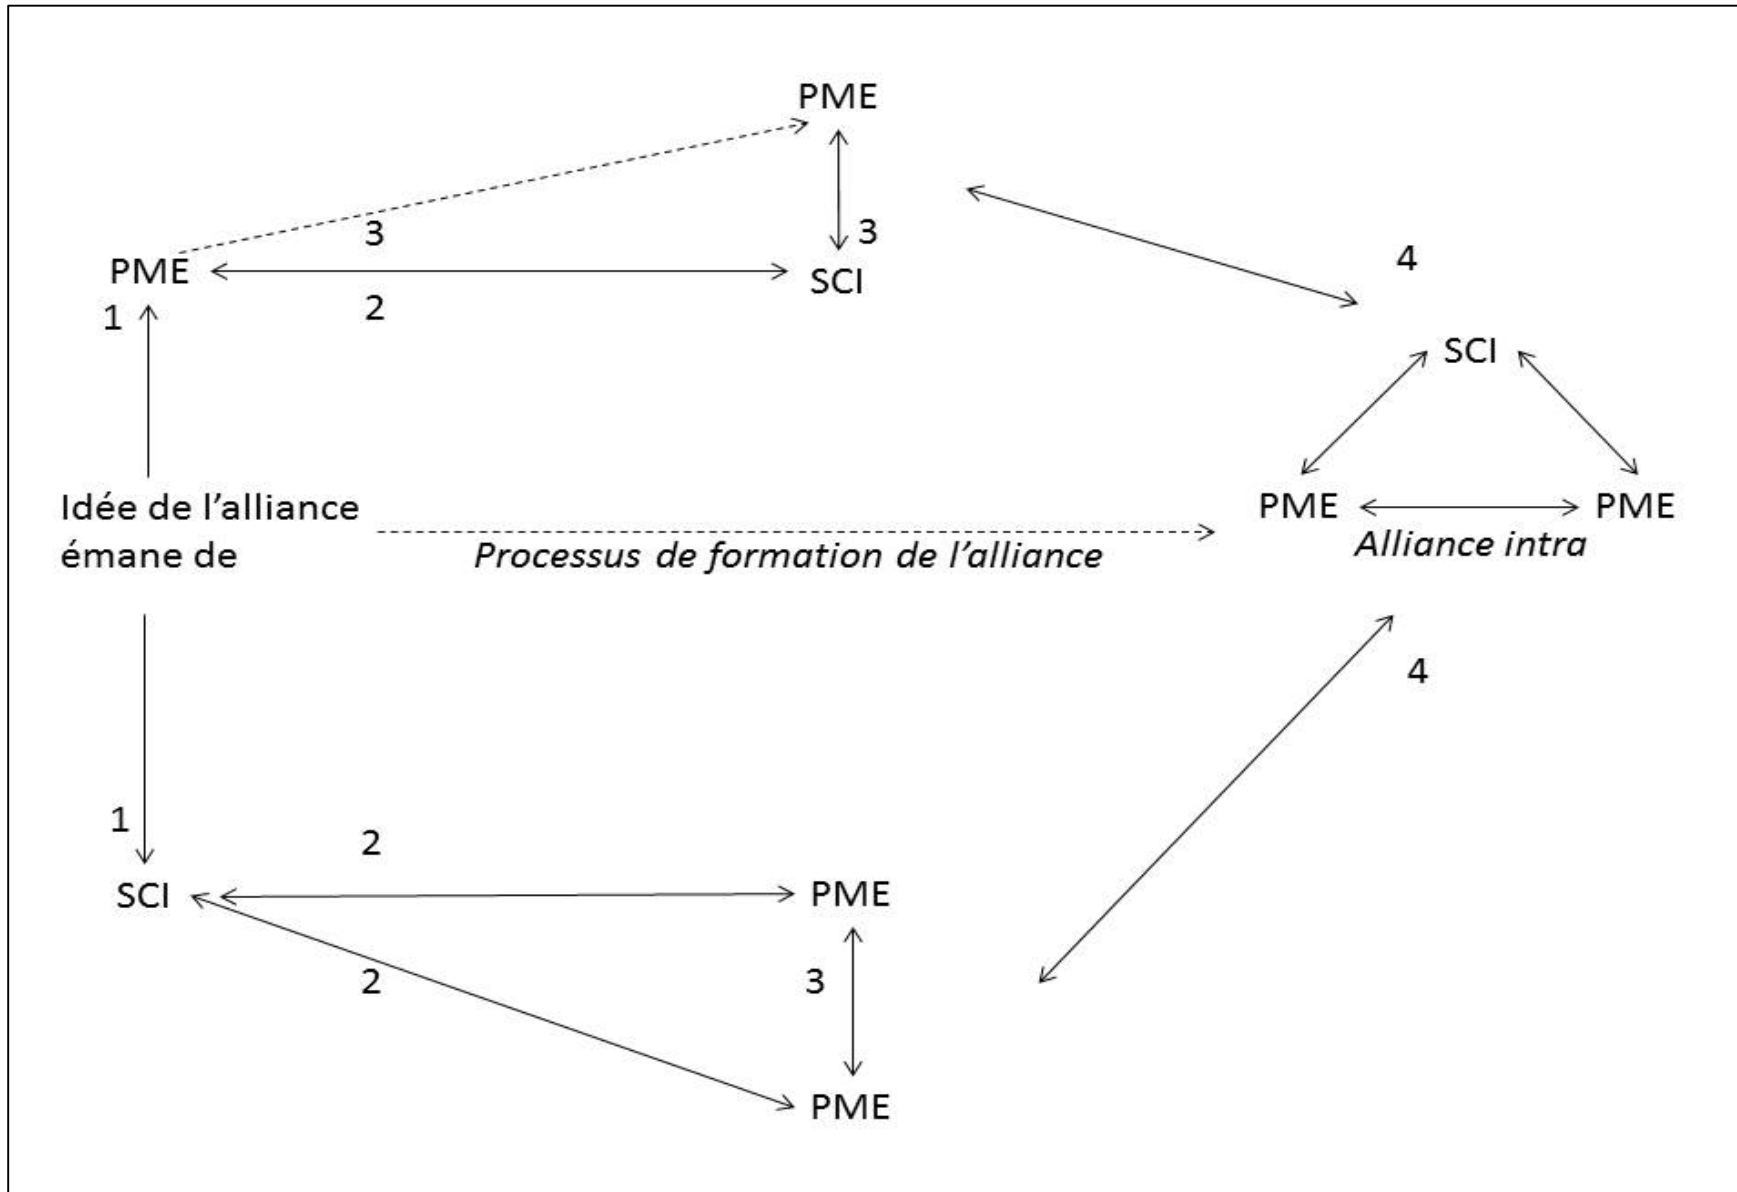 PME
3
3
PME
SCI
4
1
2
SCI
Idée de l’alliance
émane de
Processus de formation de l’alliance
PME
PME
Alliance intra
4
1
2
SCI
PME
2
3
PME